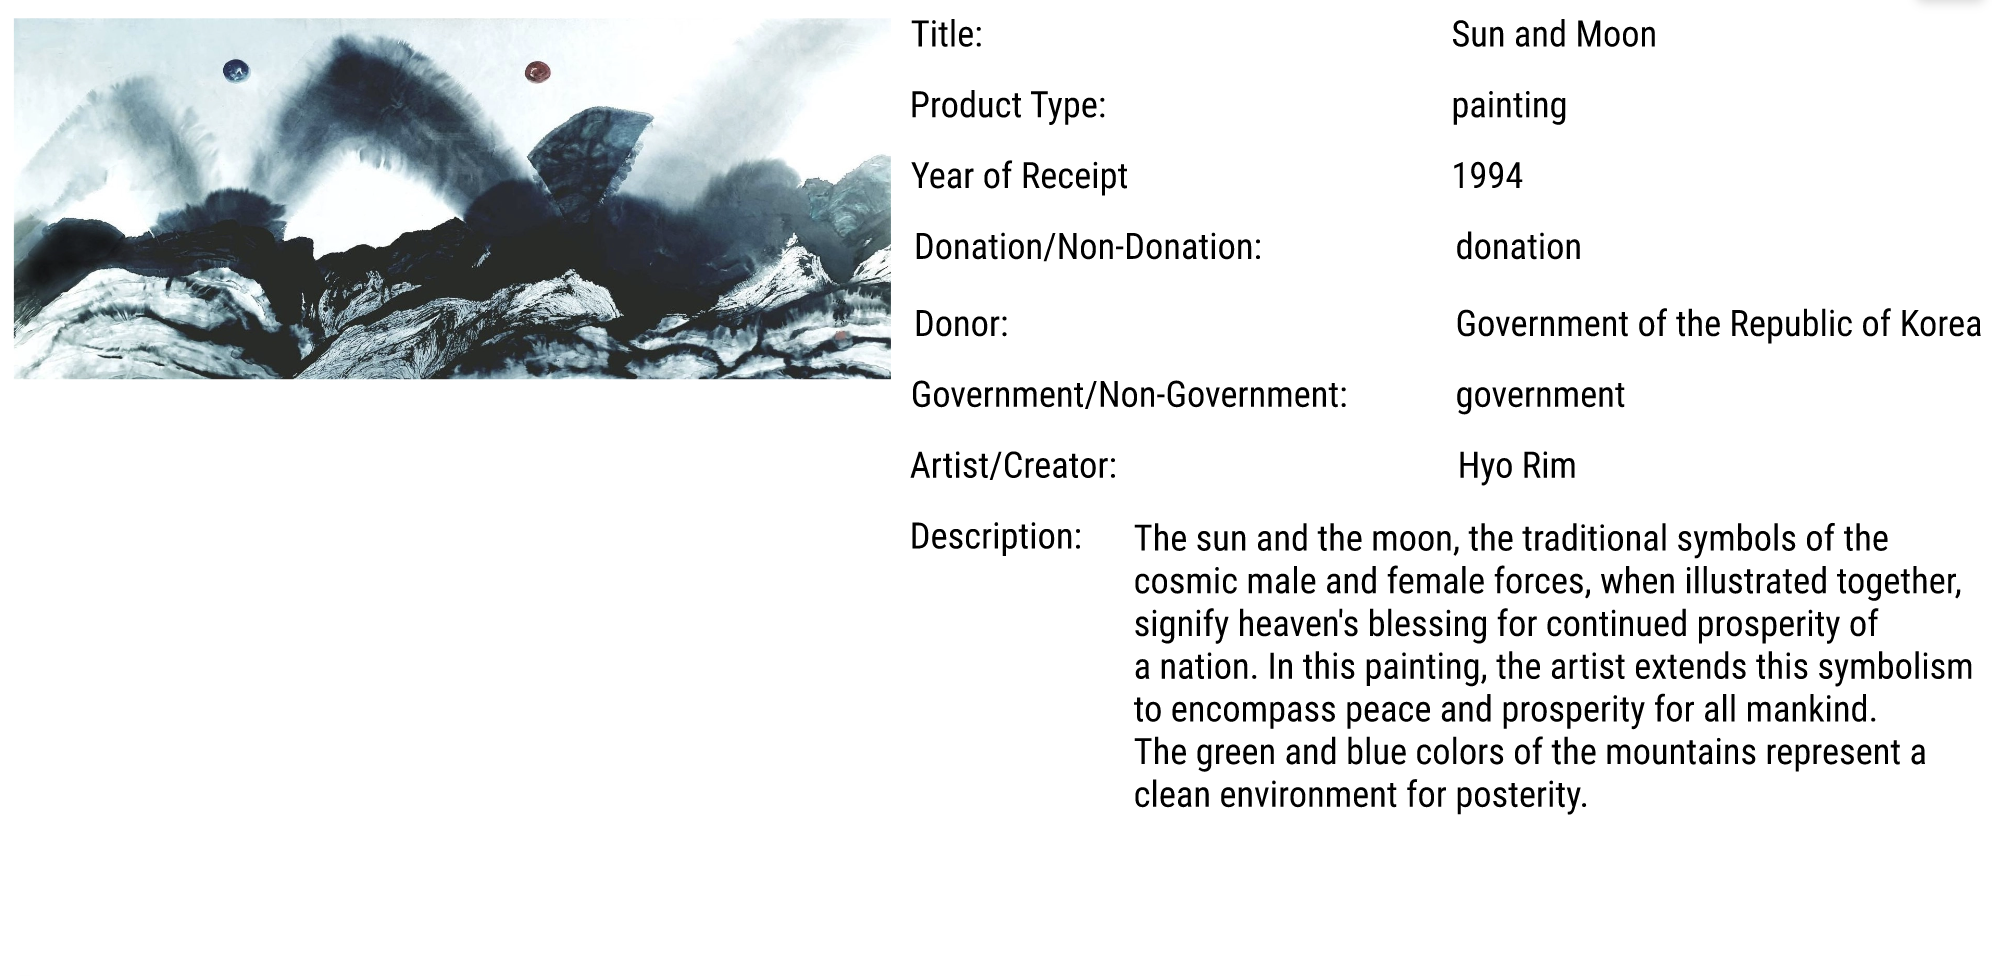 Title: Sun and Moon
Product Type: painting
Year of Receipt 1994
Donation/Non-Donation: donation
Donor: Government of the Republic of Korea
Government/Non-Government: government
Artist/Creator: Hyo Rim
Description: The sun and the moon, the traditional symbols of the
cosmic male and female forces, when illustrated together,
signify heaven's blessing for continued prosperity of
a nation. In this painting, the artist extends this symbolism
to encompass peace and prosperity for all mankind.
The green and blue colors of the mountains represent a
clean environment for posterity.